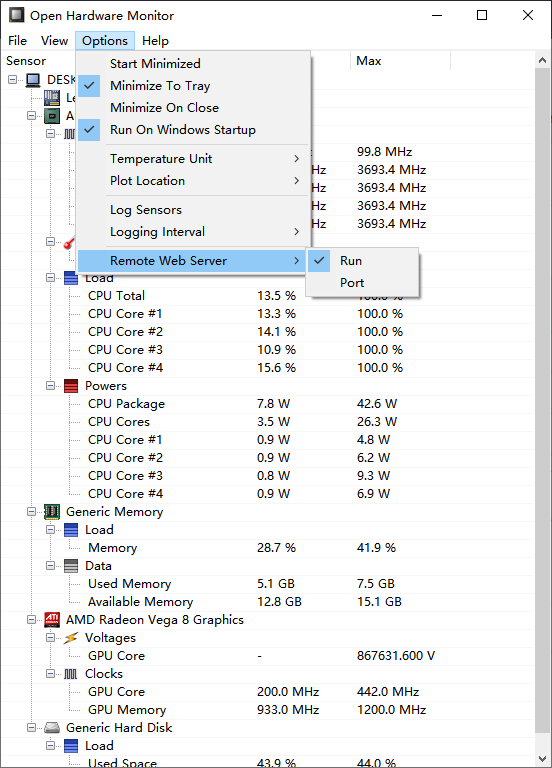 Open Hardware Monitor
File View Options Help
Sensor Max
DESK
Start Minimized
Minimize To Tray
Minimize On Close
Run On Windows Startup
Temperature Unit
Plot Location
Log Sensors
Logging Interval
Remote Web Server
Run
Port
99.8 MHz
Hz 3693.4 MHz
Hz 3693.4 MHz
Hz 3693.4 MHz
Hz 3693.4 MHz
Load
CPU Total 13.5 % 100.0 %
CPU Core #1 13.3 % 100.0 %
CPU Core #2 14.1 % 100.0 %
CPU Core #3 10.9 % 100.0 %
CPU Core #4 15.6 % 100.0 %
Powers
CPU Package 7.8 W 42.6 W
CPU Cores 3.5 W 26.3 W
CPU Core #1 0.9 W 4.8 W
CPU Core #2 0.9 W 6.2 W
CPU Core #3 0.8 W 9.3 W
CPU Core #4 0.9 W 6.9 W
Generic Memory
Load
Memory 28.7 % 41.9 %
Data
Used Memory 5.1 GB 7.5 GB
Available Memory 12.8 GB 15.1 GB
ATI AMD Radeon Vega 8 Graphics
Voltages
GPU Core - 867631.600 V
Clocks
GPU Core 200.0 MHz 442.0 MHz
GPU Memory 933.0 MHz 1200.0 MHz
Generic Hard Disk
Load
Used Space 43.9 % 44.0 %